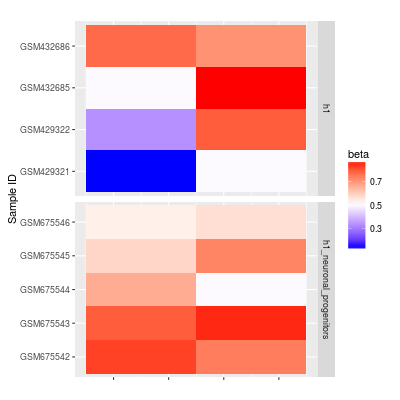 GSM432686
GSM432685
GSM429322
GSM429321
h1
GSM675546
GSM675545
GSM675544
GSM675543
GSM675542
h1_neuronal_progenitors
Sample ID
beta
0.7
0.5
0.3